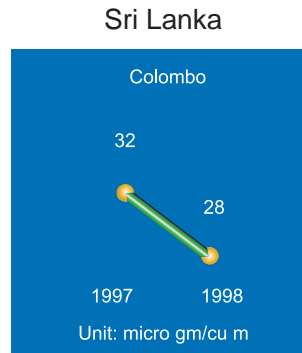 Sri Lanka
Colombo
32
28
1997 1998
Unit: micro gm/cu m